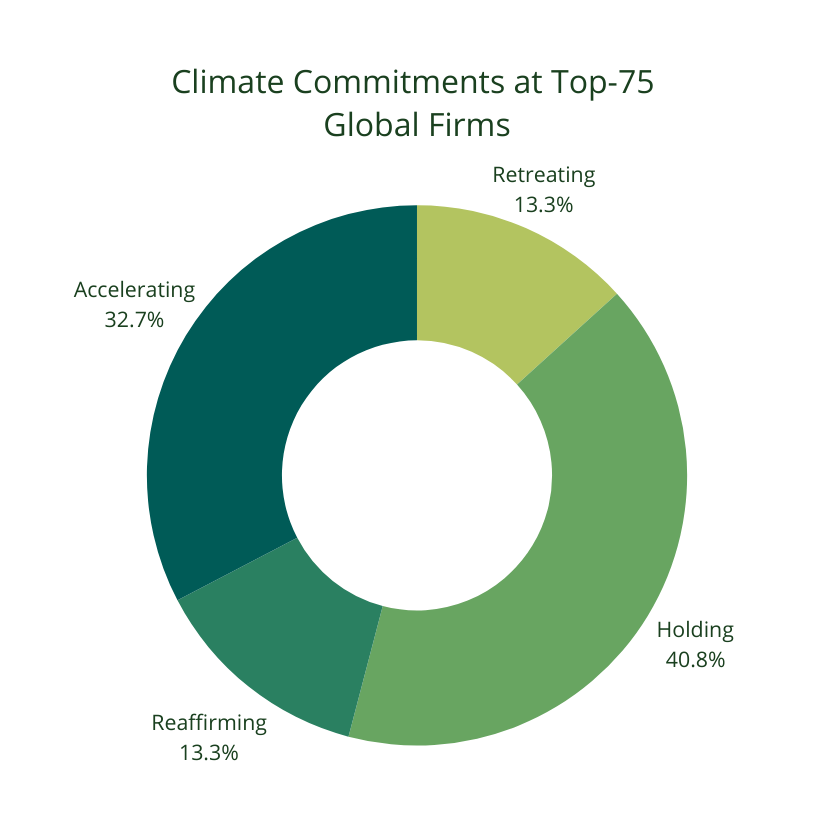 Climate Commitments at Top-75
Global Firms
Retreating
13.3%
Accelerating
32.7%
Holding
40.8%
Reaffirming
13.3%